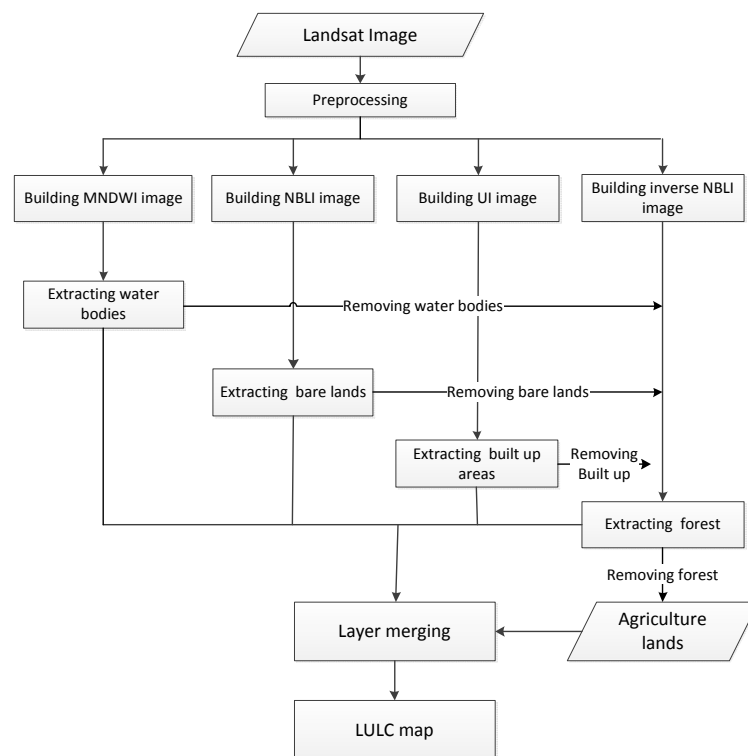 Landsat Image
Preprocessing
Building MNDWI image
Building NBLI image
Building UI image
Building inverse NBLI
image
Extracting water
bodies
Removing water bodies
Extracting bare lands
Removing bare lands
Extracting built up
areas
Removing
Built up
Extracting forest
Removing forest
Layer merging
Agriculture
lands
LULC map